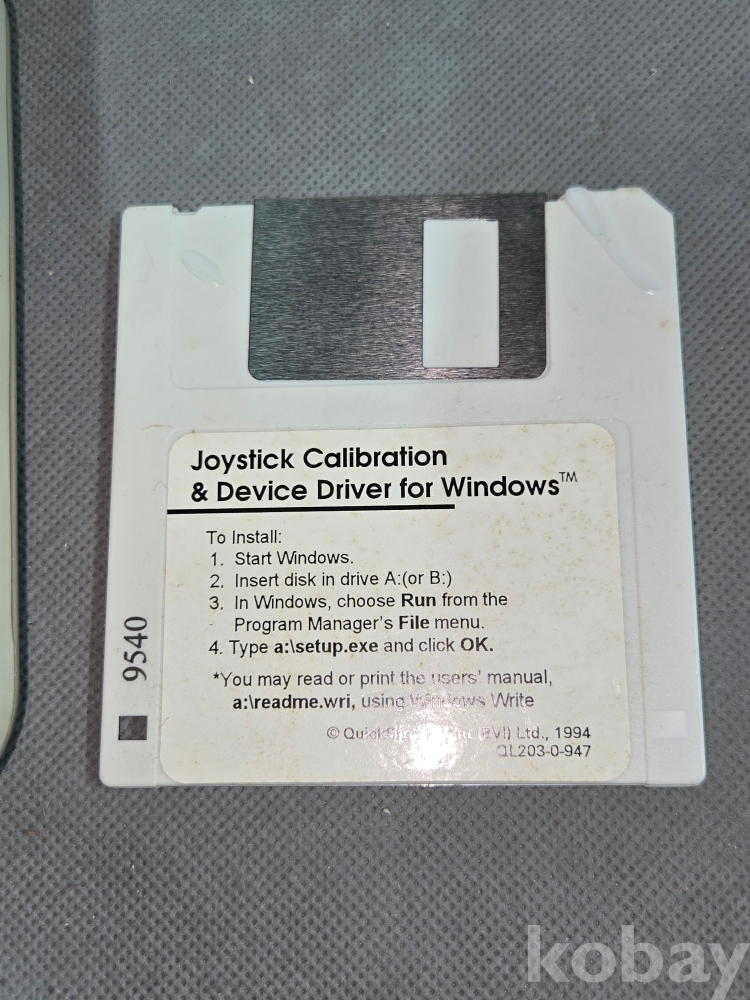 Joystick Calibration
& Device Driver for Windows™
To Install:
1. Start Windows.
2. Insert disk in drive A:(or B:)
3. In Windows, choose Run from the
Program Manager's File menu.
4. Type a:\setup.exe and click OK.
*You may read or print the users' manual,
a:\readme.wri, using Windows Write
© (BVI) Ltd., 1994
QL203-0-947
9540
kobay